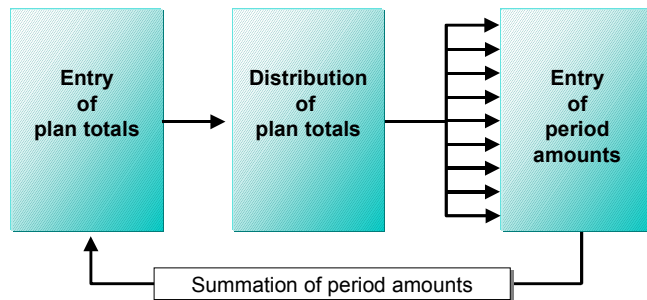 Entry
of
plan totals
Distribution
of
plan totals
Entry
of
period
amounts
Summation of period amounts